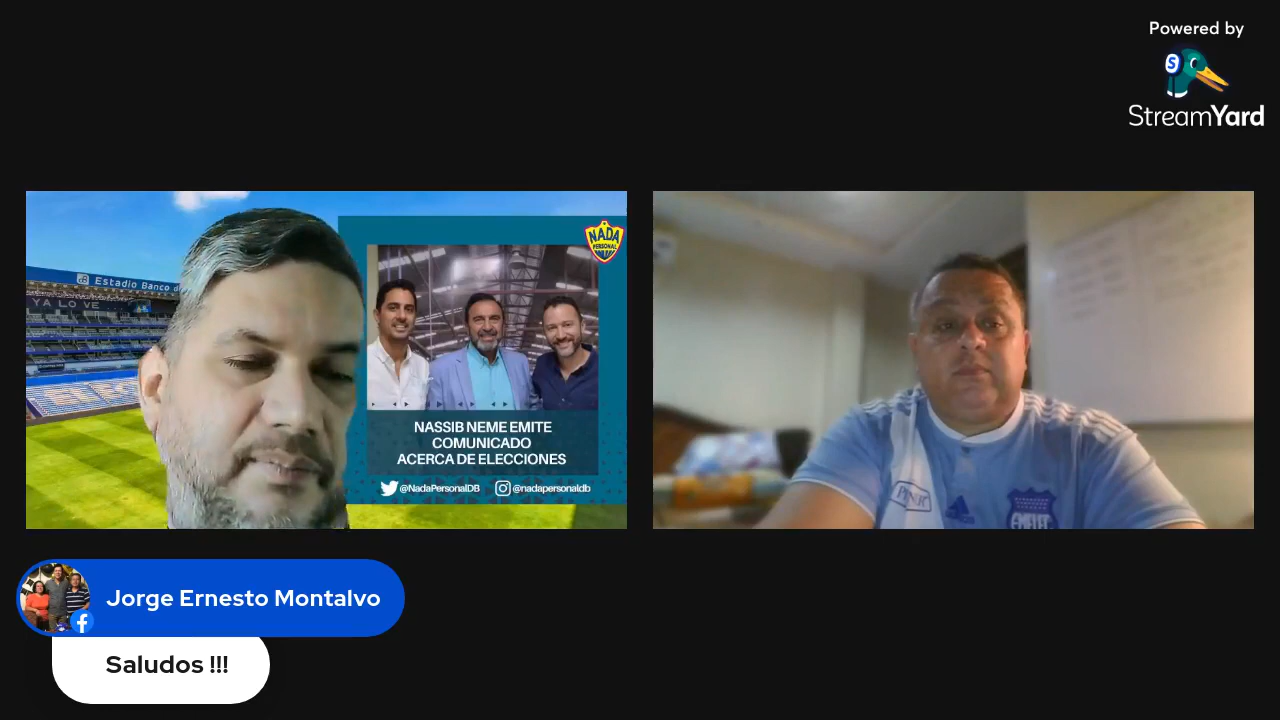 Powered by
StreamYard
Estadio Banco d
YA LO VE
NADA
PERSONAL
NASSIB NEME EMITE
COMUNICADO
ACERCA DE ELECCIONES
@NadaPersonalDB
@nadapersonaldb
EMELEC
Jorge Ernesto Montalvo
Saludos !!!